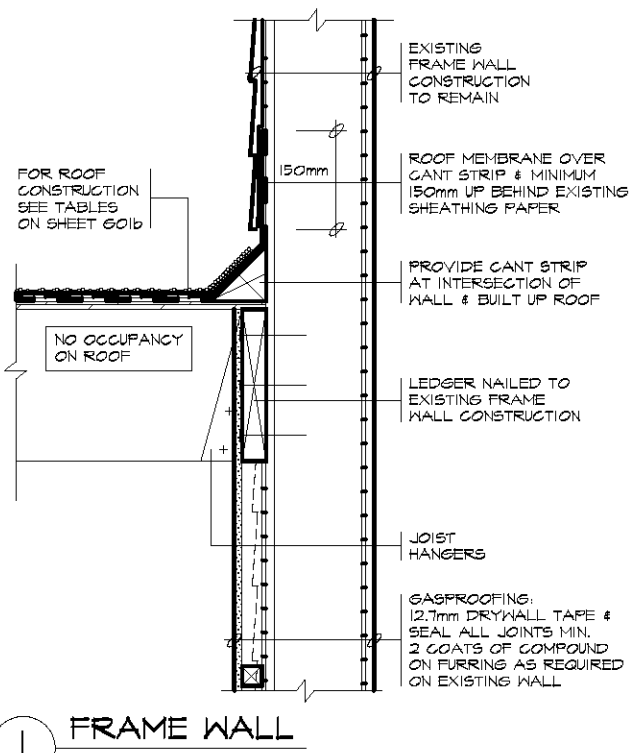 EXISTING
FRAME WALL
CONSTRUCTION
TO REMAIN
150mm
ROOF MEMBRANE OVER
CANT STRIP & MINIMUM
150mm UP BEHIND EXISTING
SHEATHING PAPER
FOR ROOF
CONSTRUCTION
SEE TABLES
ON SHEET G01b
PROVIDE CANT STRIP
AT INTERSECTION OF
WALL & BUILT UP ROOF
NO OCCUPANCY
ON ROOF
LEDGER NAILED TO
EXISTING FRAME
WALL CONSTRUCTION
JOIST
HANGERS
GASPROOFING:
12.7mm DRYWALL TAPE &
SEAL ALL JOINTS MIN.
2 COATS OF COMPOUND
ON FURRING AS REQUIRED
ON EXISTING WALL
1 FRAME WALL